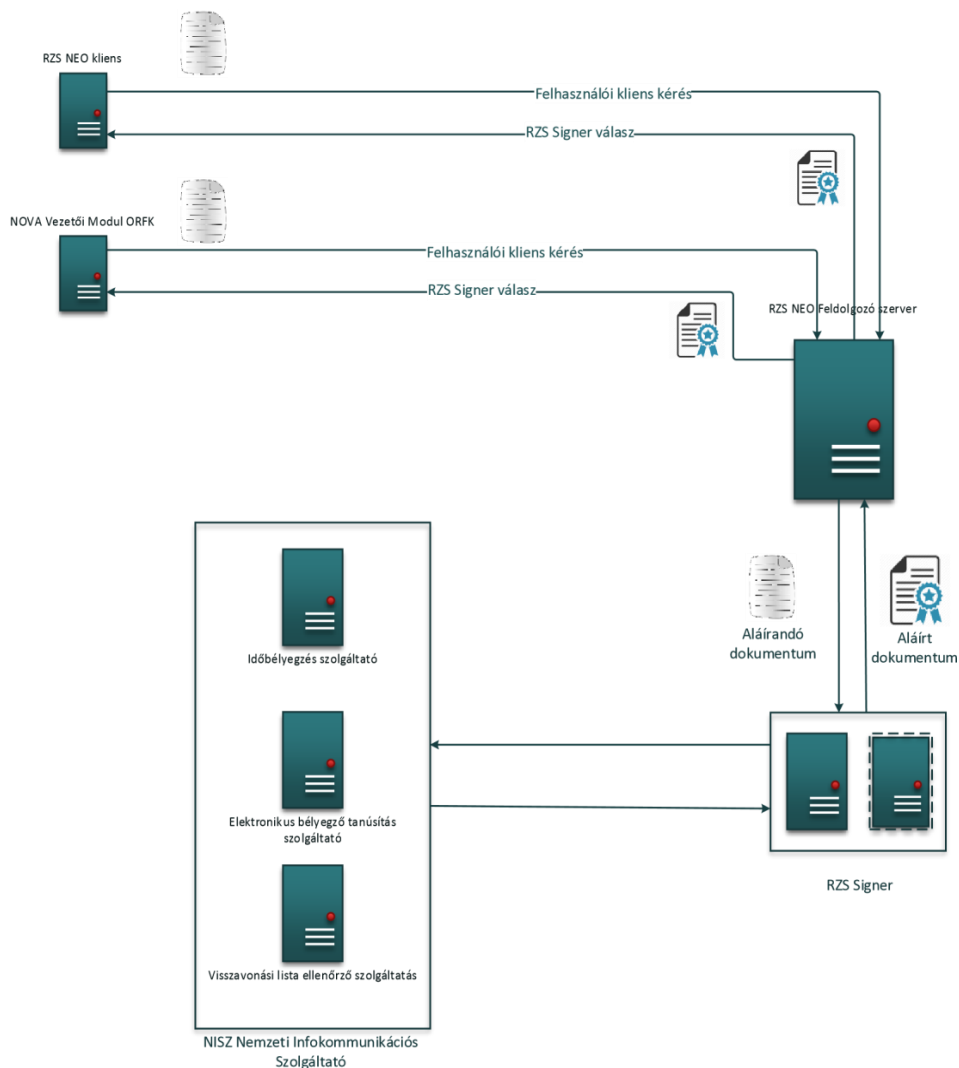 RZS NEO kliens
Felhasználói kliens kérés
RZS Signer válasz
NOVA Vezetői Modul ORFK
Felhasználói kliens kérés
RZS Signer válasz
RZS NEO Feldolgozó szerver
Aláírandó
dokumentum
Aláírt
dokumentum
Időbélyegzés szolgáltató
Elektronikus bélyegző tanúsítás
szolgáltató
Visszavonási lista ellenőrző szolgáltatás
RZS Signer
NISZ Nemzeti Infokommunikációs
Szolgáltató